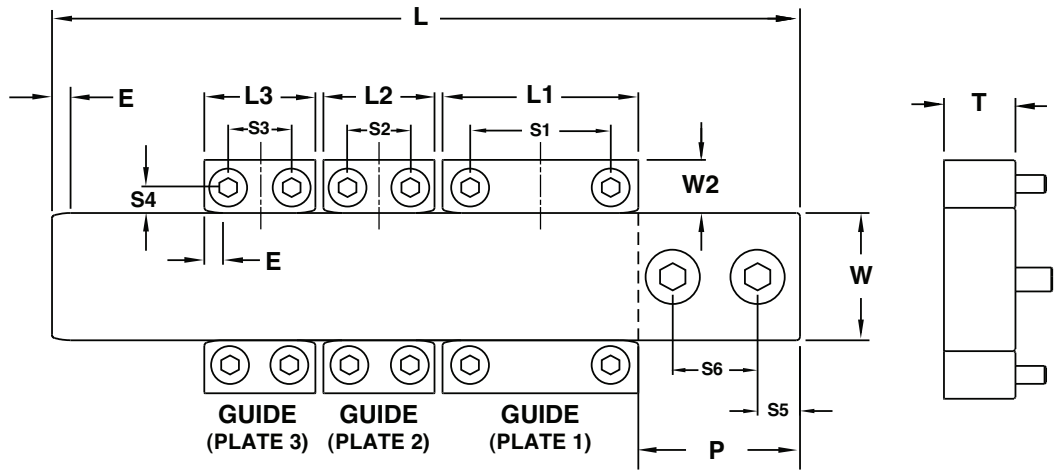 L
E
L3
L2
L1
T
S3
S2
S1
W2
S4
E
W
S6
S5
GUIDE
(PLATE 3)
GUIDE
(PLATE 2)
GUIDE
(PLATE 1)
P